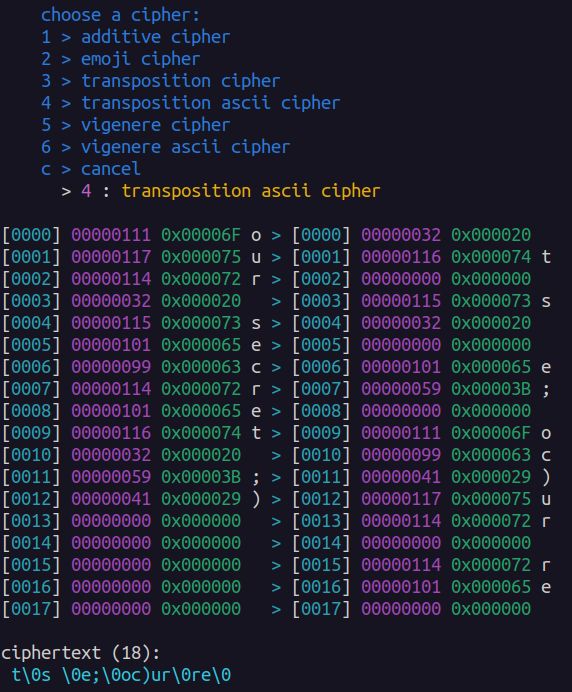 choose a cipher:
1 > additive cipher
2 > emoji cipher
3 > transposition cipher
4 > transposition ascii cipher
5 > vigenere cipher
6 > vigenere ascii cipher
c > cancel
> 4 : transposition ascii cipher
[0000] 00000111 0x00006F o > [0000] 00000032 0x000020
[0001] 00000117 0x000075 u > [0001] 00000116 0x000074 t
[0002] 00000114 0x000072 r > [0002] 00000000 0x000000
[0003] 00000032 0x000020 > [0003] 00000115 0x000073 s
[0004] 00000115 0x000073 s > [0004] 00000032 0x000020
[0005] 00000101 0x000065 e > [0005] 00000000 0x000000
[0006] 00000099 0x000063 c > [0006] 00000101 0x000065 e
[0007] 00000114 0x000072 r > [0007] 00000059 0x00003B ;
[0008] 00000101 0x000065 e > [0008] 00000000 0x000000
[0009] 00000116 0x000074 t > [0009] 00000111 0x00006F o
[0010] 00000032 0x000020 > [0010] 00000099 0x000063 c
[0011] 00000059 0x00003B ; > [0011] 00000041 0x000029 )
[0012] 00000041 0x000029 ) > [0012] 00000117 0x000075 u
[0013] 00000000 0x000000 > [0013] 00000114 0x000072 r
[0014] 00000000 0x000000 > [0014] 00000000 0x000000
[0015] 00000000 0x000000 > [0015] 00000114 0x000072 r
[0016] 00000000 0x000000 > [0016] 00000101 0x000065 e
[0017] 00000000 0x000000 > [0017] 00000000 0x000000
ciphertext (18):
t\0s \0e;\0oc)ur\0re\0